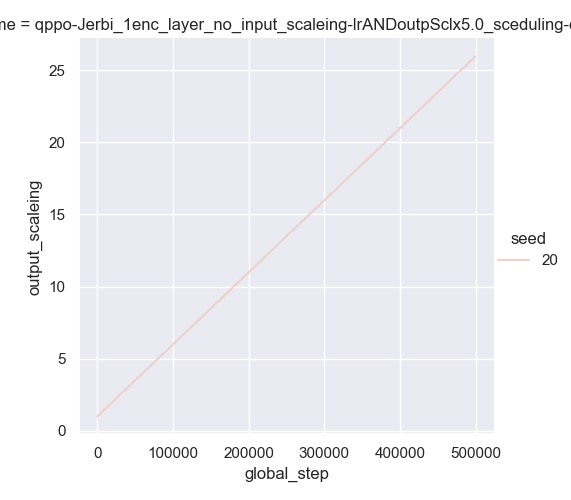 me = qppo-Jerbi_1enc_layer_no_input_scaleing-lrANDoutpSclx5.0_sceduling-
25
20
15
10
5
0
output_scaleing
0 100000 200000 300000 400000 500000
global_step
seed
20